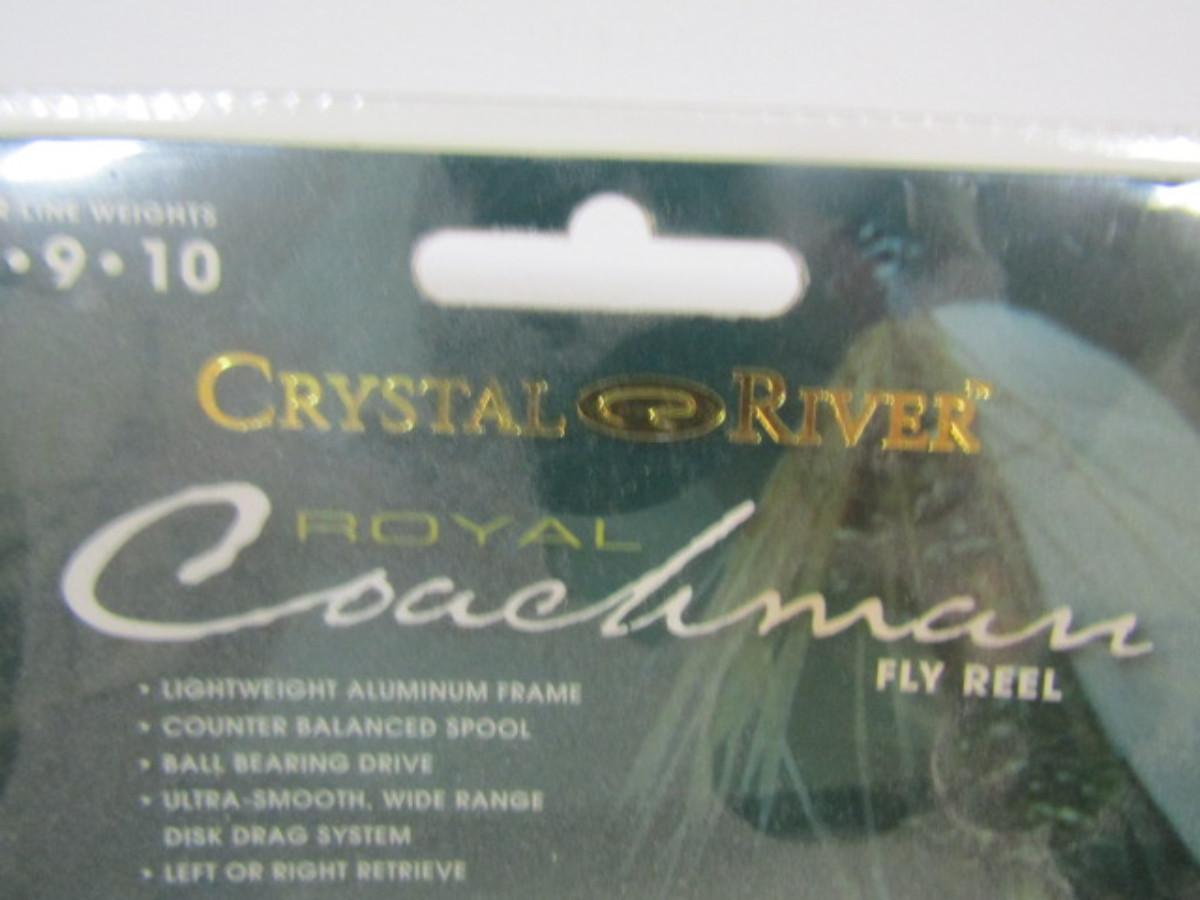 LINE WEIGHTS
• 9 • 10
CRYSTAL RIVER™
ROYAL
Coachman
FLY REEL
• LIGHTWEIGHT ALUMINUM FRAME
• COUNTER BALANCED SPOOL
• BALL BEARING DRIVE
• ULTRA-SMOOTH, WIDE RANGE
DISK DRAG SYSTEM
• LEFT OR RIGHT RETRIEVE